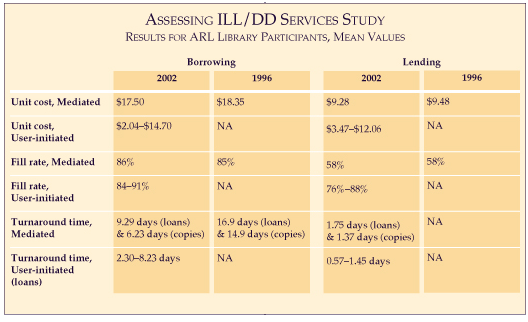 ASSESSING ILL/DD SERVICES STUDY
RESULTS FOR ARL LIBRARY PARTICIPANTS, MEAN VALUES
Borrowing Lending
2002 1996 2002 1996
Unit cost, Mediated $17.50 $18.35 $9.28 $9.48
Unit cost, User-initiated $2.04–$14.70 NA $3.47–$12.06 NA
Fill rate, Mediated 86% 85% 58% 58%
Fill rate, User-initiated 84–91% NA 76%–88% NA
Turnaround time, Mediated 9.29 days (loans) & 6.23 days (copies) 16.9 days (loans) & 14.9 days (copies) 1.75 days (loans) & 1.37 days (copies) NA
Turnaround time, User-initiated (loans) 2.30–8.23 days NA 0.57–1.45 days NA